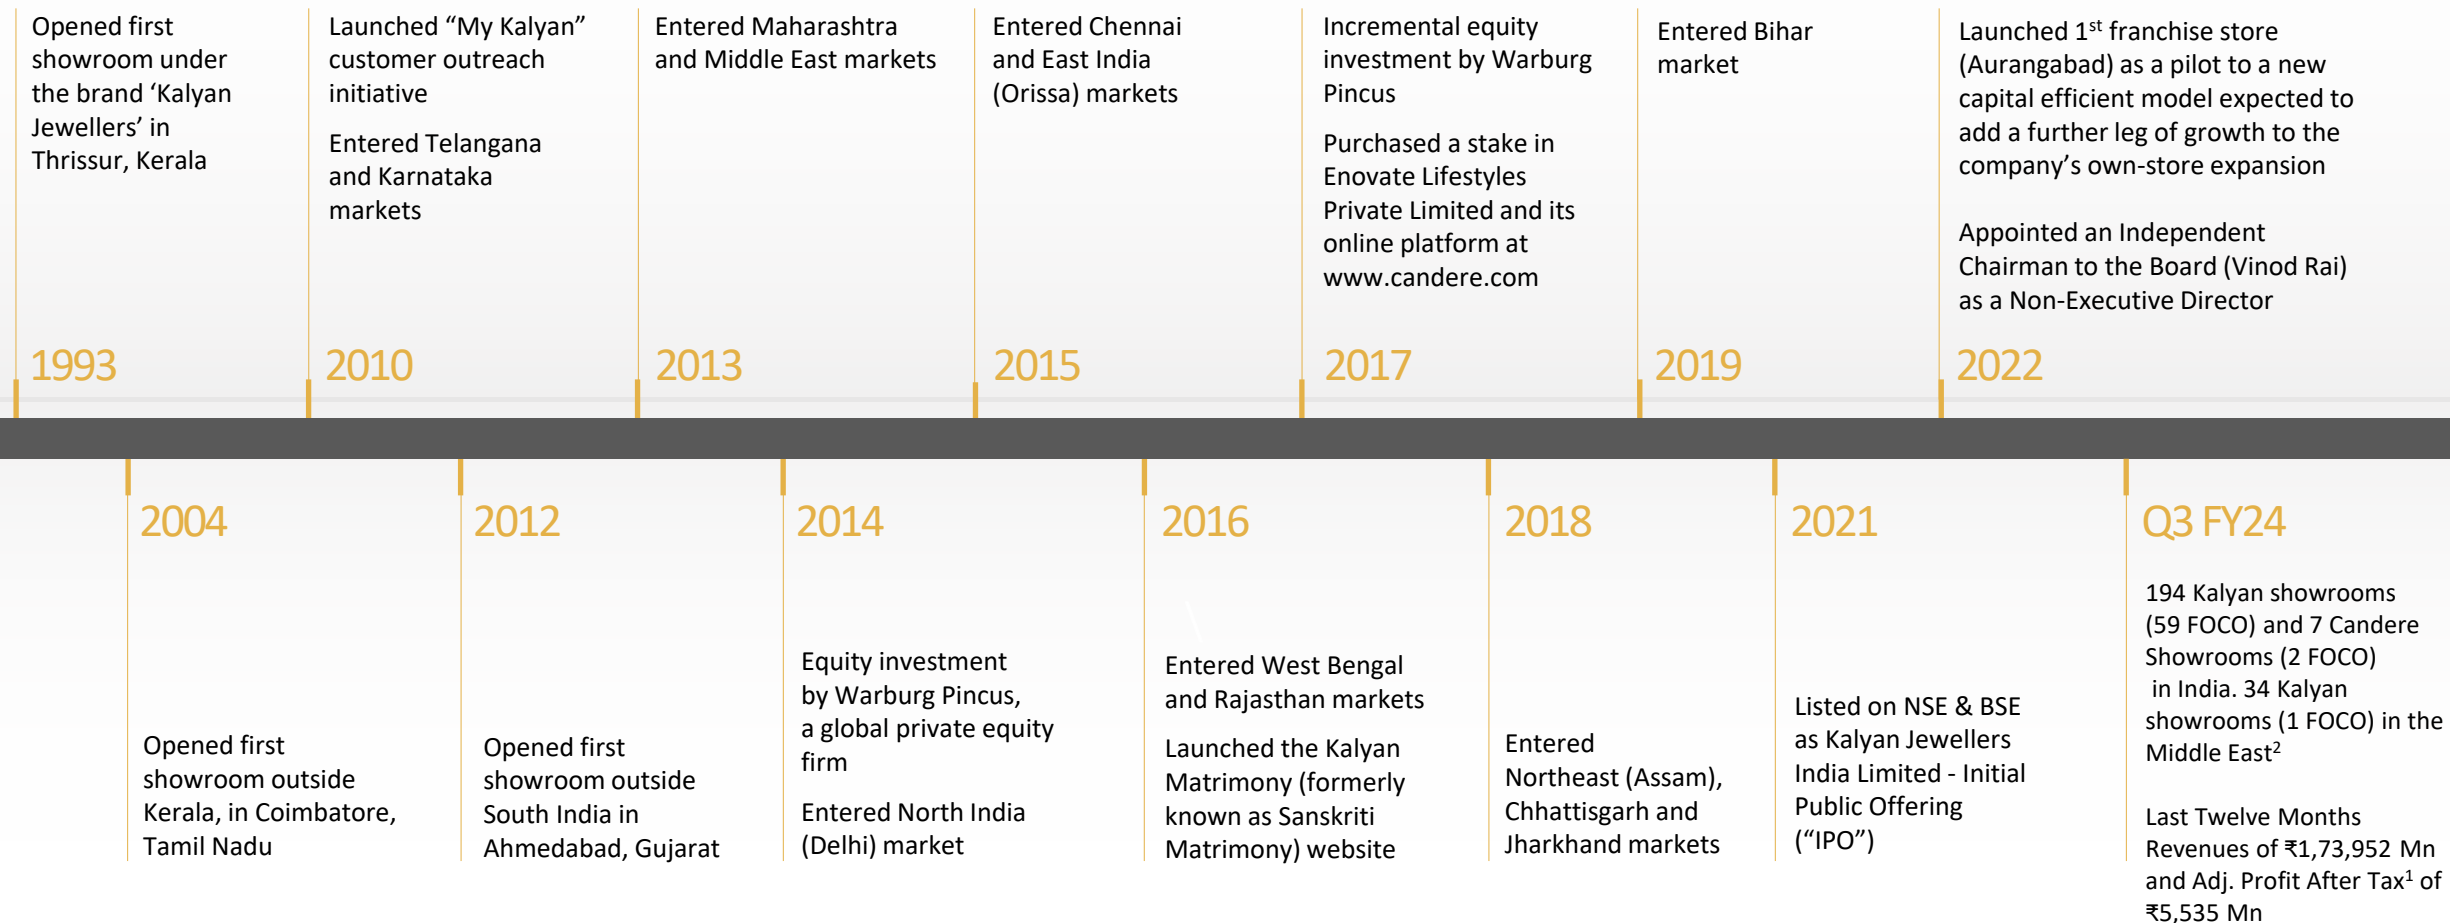 Opened first
showroom under
the brand ‘Kalyan
Jewellers’ in
Thrissur, Kerala
1993
Launched “My Kalyan”
customer outreach
initiative
Entered Telangana
and Karnataka
markets
2010
Entered Maharashtra
and Middle East markets
2013
Entered Chennai
and East India
(Orissa) markets
2015
Incremental equity
investment by Warburg
Pincus
Purchased a stake in
Enovate Lifestyles
Private Limited and its
online platform at
www.candere.com
2017
Entered Bihar
market
2019
Launched 1st franchise store
(Aurangabad) as a pilot to a new
capital efficient model expected to
add a further leg of growth to the
company’s own-store expansion
Appointed an Independent
Chairman to the Board (Vinod Rai)
as a Non-Executive Director
2022
2004
Opened first
showroom outside
Kerala, in Coimbatore,
Tamil Nadu
2012
Opened first
showroom outside
South India in
Ahmedabad, Gujarat
2014
Equity investment
by Warburg Pincus,
a global private equity
firm
Entered North India
(Delhi) market
2016
Entered West Bengal
and Rajasthan markets
Launched the Kalyan
Matrimony (formerly
known as Sanskriti
Matrimony) website
2018
Entered
Northeast (Assam),
Chhattisgarh and
Jharkhand markets
2021
Listed on NSE & BSE
as Kalyan Jewellers
India Limited - Initial
Public Offering
(“IPO”)
Q3 FY24
194 Kalyan showrooms
(59 FOCO) and 7 Candere
Showrooms (2 FOCO)
in India. 34 Kalyan
showrooms (1 FOCO) in the
Middle East2
Last Twelve Months
Revenues of ₹1,73,952 Mn
and Adj. Profit After Tax1 of
₹5,535 Mn